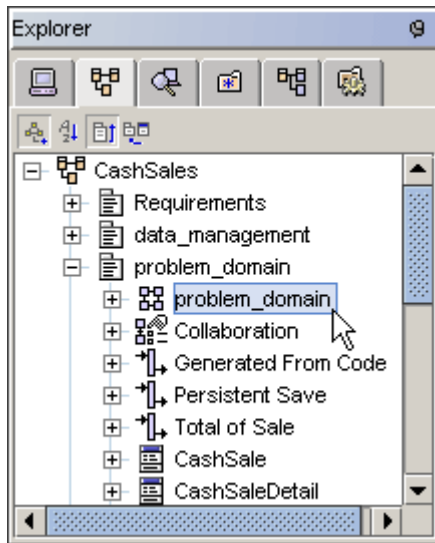 Explorer
CashSales
Requirements
data_management
problem_domain
problem_domain
Collaboration
Generated From Code
Persistent Save
Total of Sale
CashSale
CashSaleDetail